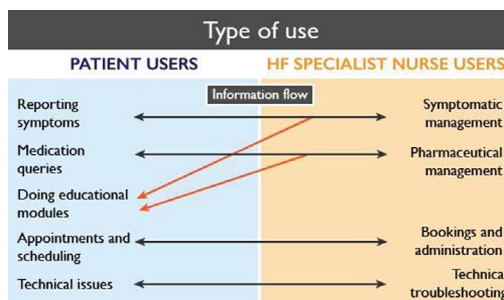 Type of use
PATIENT USERS
HF SPECIALIST NURSE USERS
Information flow
Reporting
symptoms
Symptomatic
management
Medication
queries
Pharmaceutical
management
Doing educational
modules
Appointments and
scheduling
Bookings and
administration
Technical issues
Technica
troubleshooting